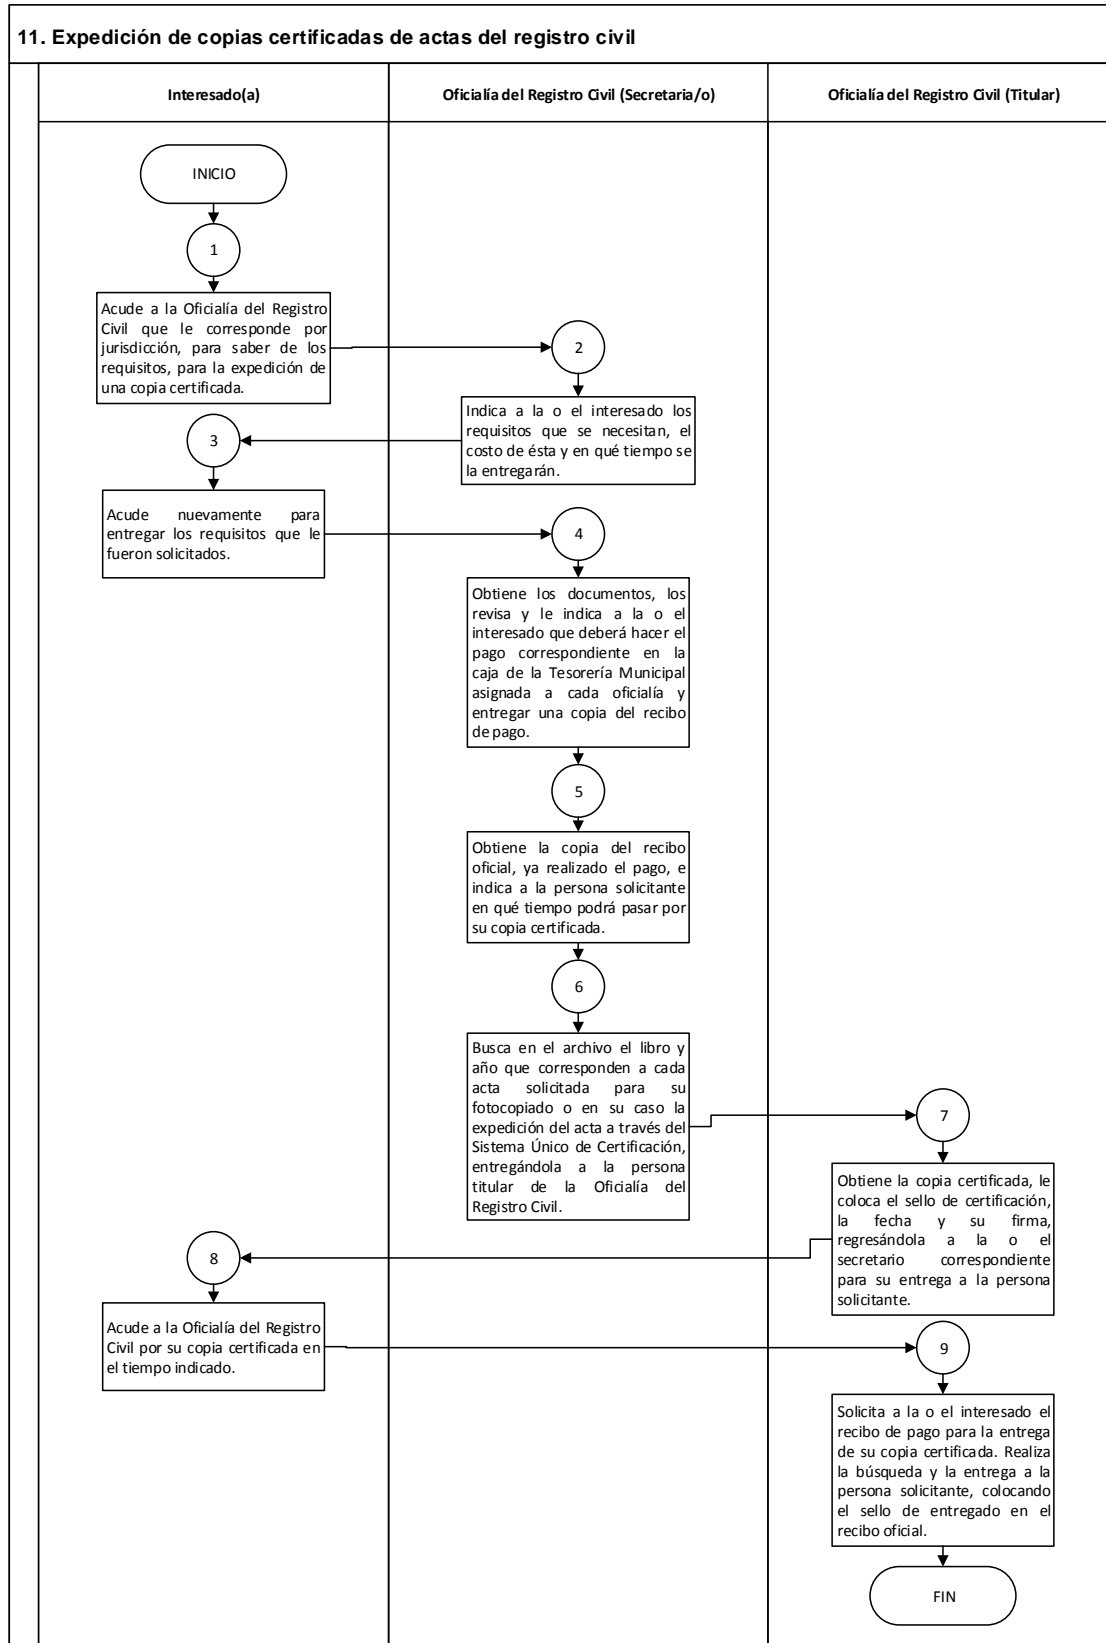 11. Expedición de copias certificadas de actas del registro civil
Interesado(a)
Oficialía del Registro Civil (Secretaria/o)
Oficialía del Registro Civil (Titular)
INICIO
1
Acude a la Oficialía del Registro
Civil que le corresponde por
jurisdicción, para saber de los
requisitos, para la expedición de
una copia certificada.
2
Indica a la o el interesado los
requisitos que se necesitan, el
costo de ésta y en qué tiempo se
la entregarán.
3
Acude nuevamente para
entregar los requisitos que le
fueron solicitados.
4
Obtiene los documentos, los
revisa y le indica a la o el
interesado que deberá hacer el
pago correspondiente en la
caja de la Tesorería Municipal
asignada a cada oficialía y
entregar una copia del recibo
de pago.
5
Obtiene la copia del recibo
oficial, ya realizado el pago, e
indica a la persona solicitante
en qué tiempo podrá pasar por
su copia certificada.
6
Busca en el archivo el libro y
año que corresponden a cada
acta solicitada para su
fotocopiado o en su caso la
expedición del acta a través del
Sistema Único de Certificación,
entregándola a la persona
titular de la Oficialía del
Registro Civil.
7
Obtiene la copia certificada, le
coloca el sello de certificación,
la fecha y su firma,
regresándola a la o el
secretario correspondiente
para su entrega a la persona
solicitante.
8
Acude a la Oficialía del Registro
Civil por su copia certificada en
el tiempo indicado.
9
Solicita a la o el interesado el
recibo de pago para la entrega
de su copia certificada. Realiza
la búsqueda y la entrega a la
persona solicitante, colocando
el sello de entregado en el
recibo oficial.
FIN